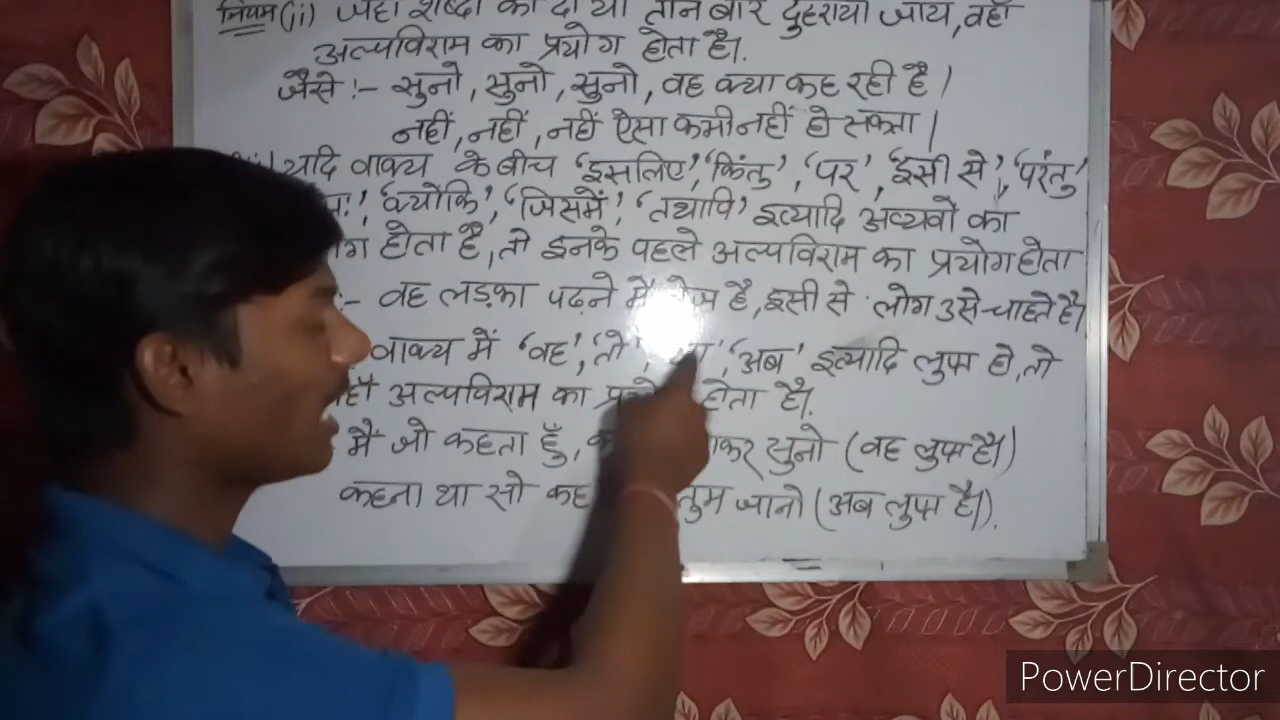 नियम (ii) जहाँ शब्दों को दो या तीन बार दुहराया जाय, वहाँ
अल्पविराम का प्रयोग होता है।
जैसे :- सुनो, सुनो, सुनो, वह क्या कह रही है।
नहीं, नहीं, नहीं ऐसा कभी नहीं हो सकता।
यदि वाक्य के बीच 'इसलिए', 'किंतु', 'पर', 'इसी से', 'परंतु'
'क्योंकि', 'जिसमें', 'तथापि' इत्यादि अव्यवों का
होता है, तो इनके पहले अल्पविराम का प्रयोग होता
:- वह लड़का पढ़ने में है, इसी से लोग उसे चाहते है।
वाक्य में 'वह', 'तो', 'अब' इत्यादि लुप्त हो, तो
अल्पविराम का होता है।
मैं जो कहता हूँ, सुनो (वह लुप्त है।)
कहना था सो कह तुम जानो (अब लुप्त है।).
PowerDirector